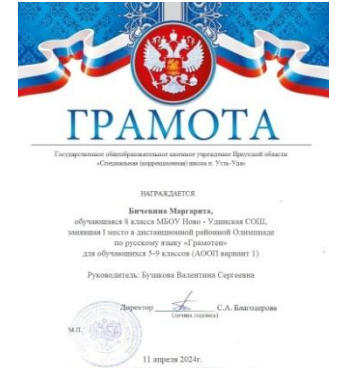 ГРАМОТА
Государственное общеобразовательное казенное учреждение Иркутской области
«Специальная (коррекционная) школа п. Усть-Уда»
НАГРАЖДАЕТСЯ
Бичевина Маргарита,
обучающаяся 8 класса МБОУ Ново - Удинская СОШ,
занявшая I место в дистанционной районной Олимпиаде
по русскому языку «Грамотеи»
для обучающихся 5-9 классов (АООП вариант 1)
Руководитель: Бузикова Валентина Сергеевна
Директор С.А. Благодерова
(личная подпись)
М.П.
11 апреля 2024г.